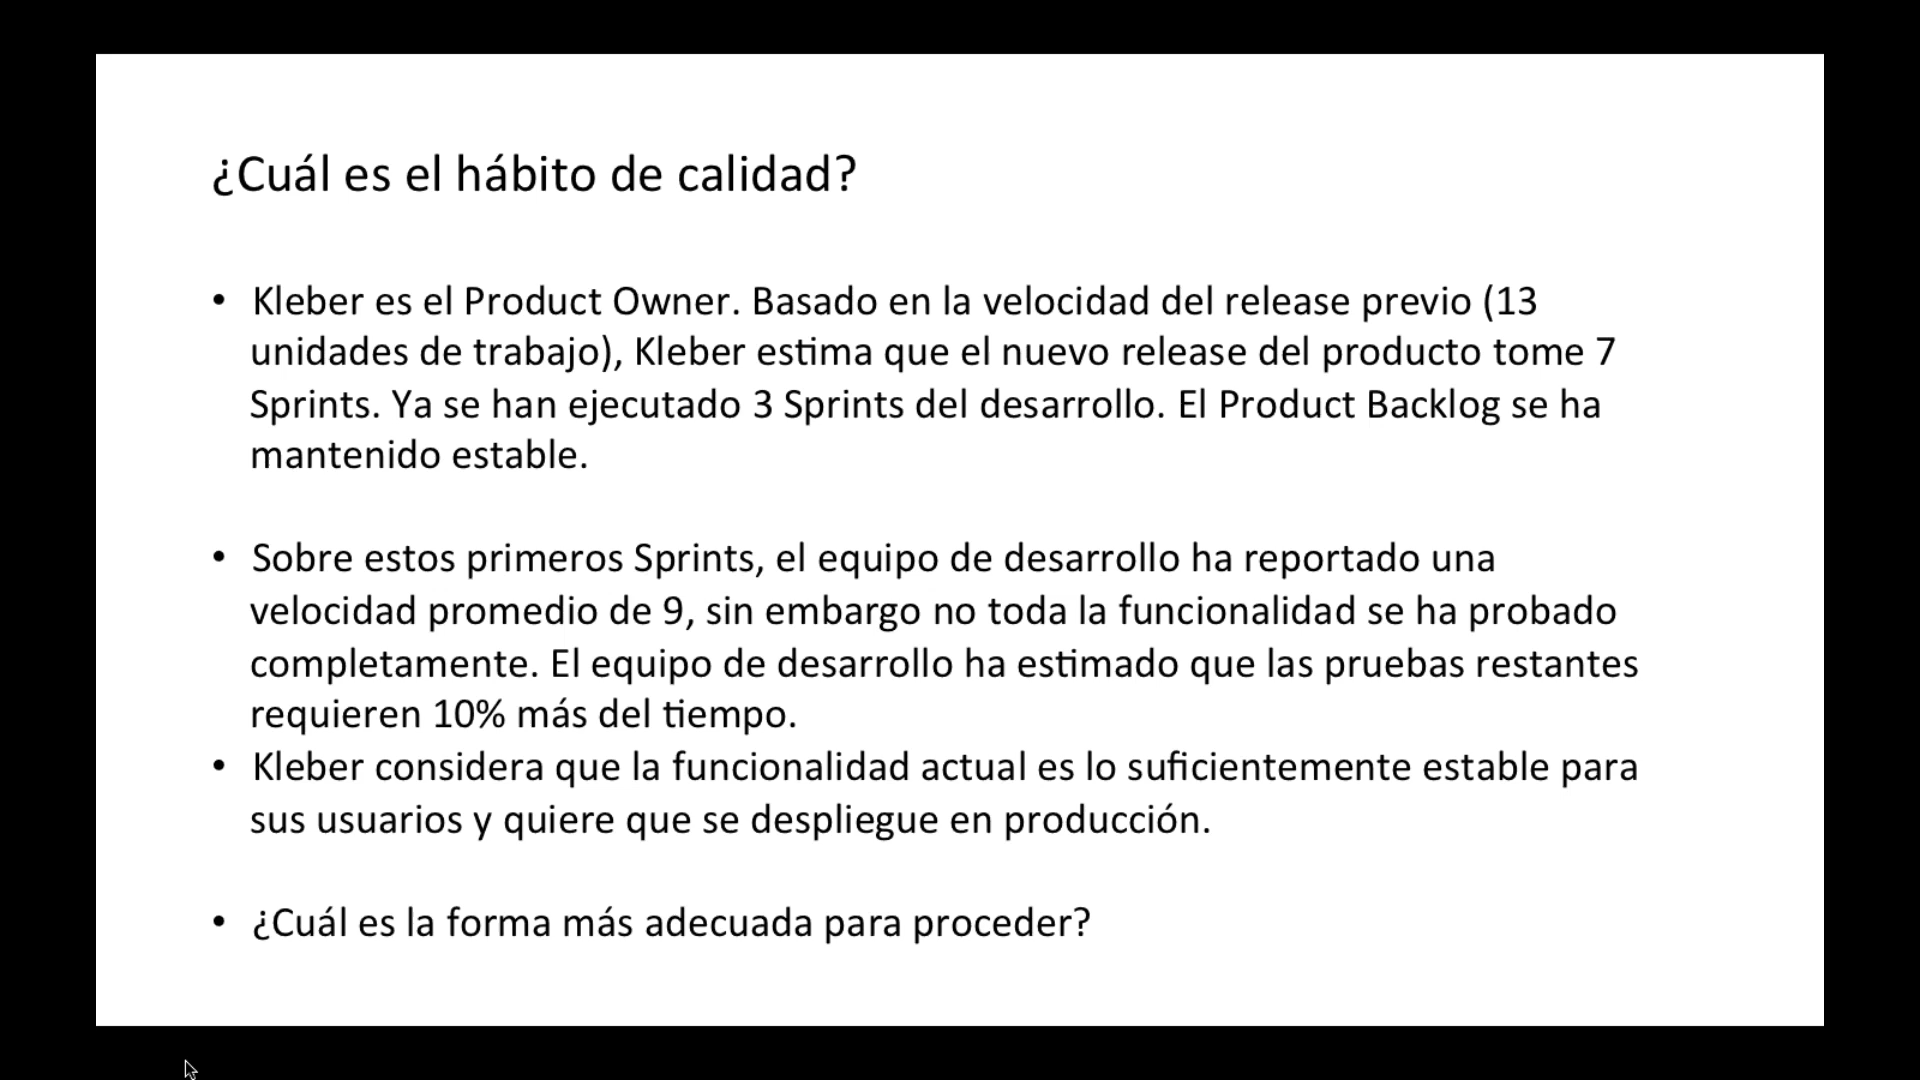 ¿Cuál es el hábito de calidad?
• Kleber es el Product Owner. Basado en la velocidad del release previo (13
unidades de trabajo), Kleber estima que el nuevo release del producto tome 7
Sprints. Ya se han ejecutado 3 Sprints del desarrollo. El Product Backlog se ha
mantenido estable.
• Sobre estos primeros Sprints, el equipo de desarrollo ha reportado una
velocidad promedio de 9, sin embargo no toda la funcionalidad se ha probado
completamente. El equipo de desarrollo ha estimado que las pruebas restantes
requieren 10% más del tiempo.
• Kleber considera que la funcionalidad actual es lo suficientemente estable para
sus usuarios y quiere que se despliegue en producción.
• ¿Cuál es la forma más adecuada para proceder?